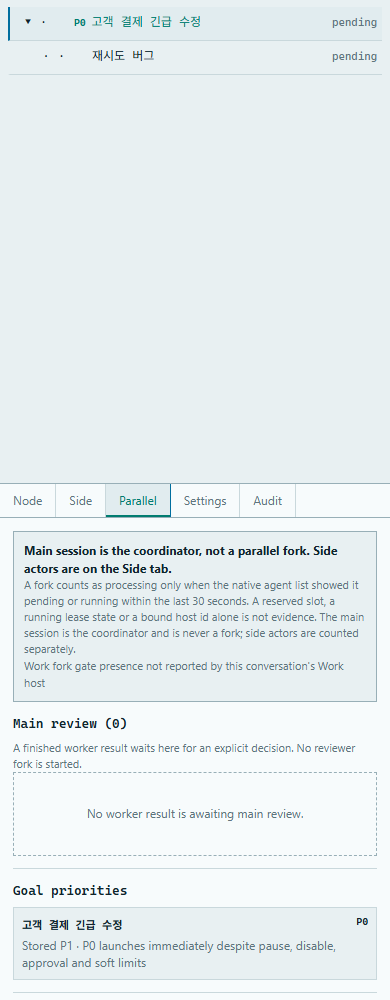 ▼ · P0 고객 결제 긴급 수정 pending
· · 재시도 버그 pending
Node Side Parallel Settings Audit
Main session is the coordinator, not a parallel fork. Side
actors are on the Side tab.
A fork counts as processing only when the native agent list showed it
pending or running within the last 30 seconds. A reserved slot, a
running lease state or a bound host id alone is not evidence. The main
session is the coordinator and is never a fork; side actors are counted
separately.
Work fork gate presence not reported by this conversation's Work
host
Main review (0)
A finished worker result waits here for an explicit decision. No reviewer
fork is started.
No worker result is awaiting main review.
Goal priorities
고객 결제 긴급 수정 P0
Stored P1 · P0 launches immediately despite pause, disable,
approval and soft limits